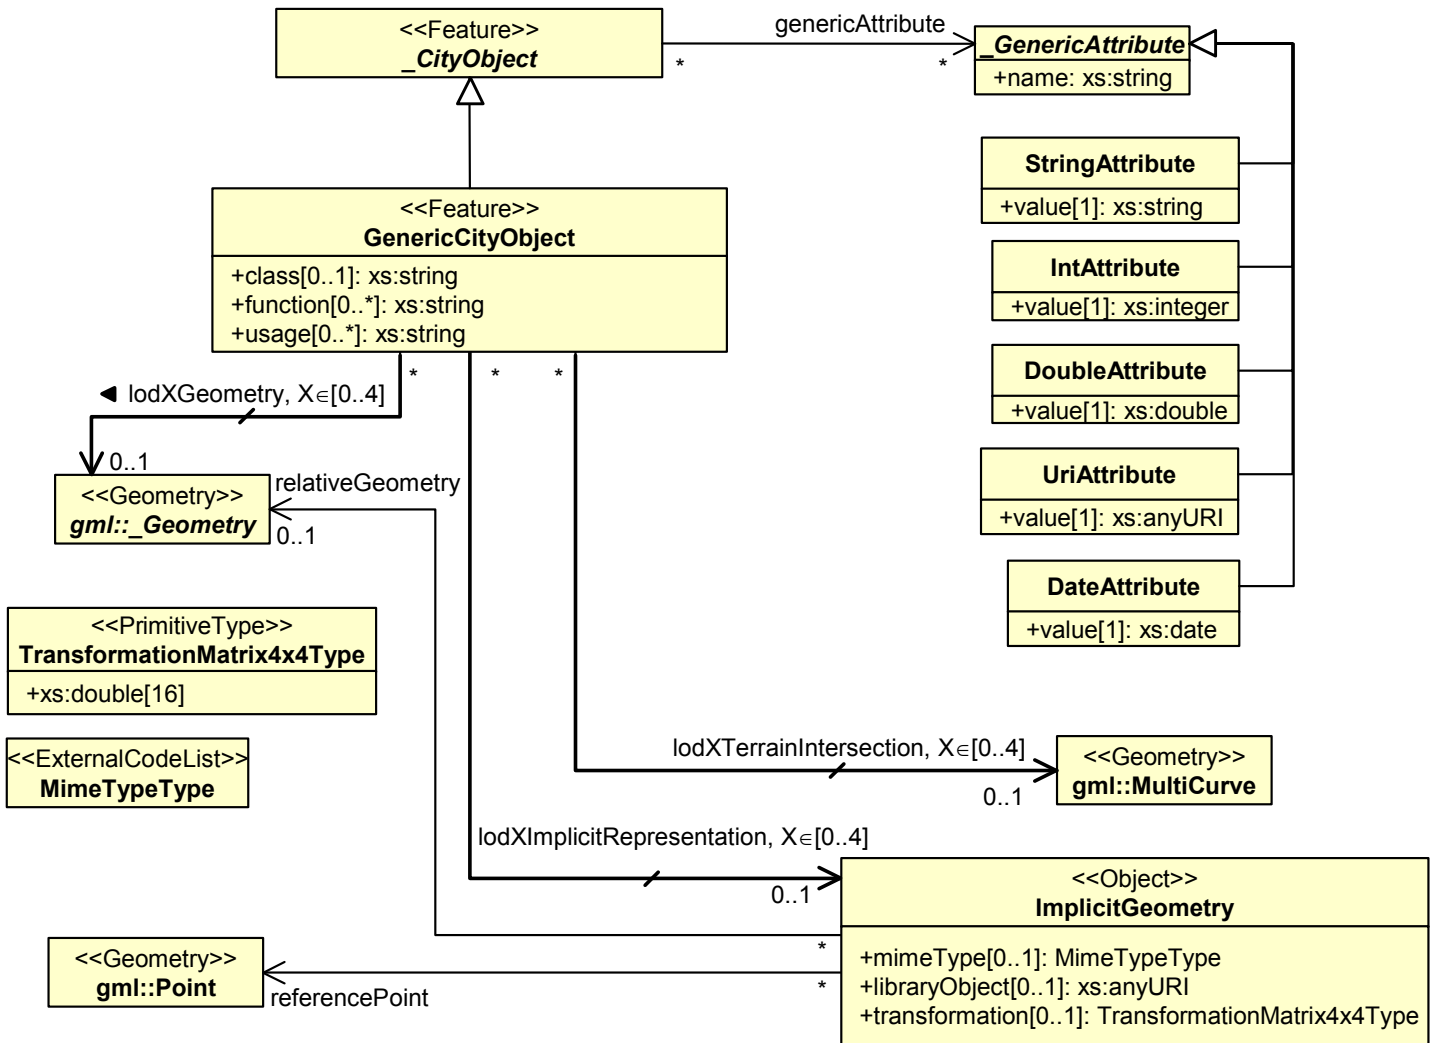 <<Feature>>
_CityObject
genericAttribute
*
*
_GenericAttribute
+name: xs:string
StringAttribute
+value[1]: xs:string
IntAttribute
+value[1]: xs:integer
DoubleAttribute
+value[1]: xs:double
UriAttribute
+value[1]: xs:anyURI
DateAttribute
+value[1]: xs:date
<<Feature>>
GenericCityObject
+class[0..1]: xs:string
+function[0..*]: xs:string
+usage[0..*]: xs:string
*
*
*
lodXGeometry, X∈[0..4]
0..1
<<Geometry>>
gml::_Geometry
relativeGeometry
0..1
<<PrimitiveType>>
TransformationMatrix4x4Type
+xs:double[16]
<<ExternalCodeList>>
MimeTypeType
lodXTerrainIntersection, X∈[0..4]
0..1
<<Geometry>>
gml::MultiCurve
lodXImplicitRepresentation, X∈[0..4]
0..1
<<Object>>
ImplicitGeometry
+mimeType[0..1]: MimeTypeType
+libraryObject[0..1]: xs:anyURI
+transformation[0..1]: TransformationMatrix4x4Type
*
*
<<Geometry>>
gml::Point
referencePoint